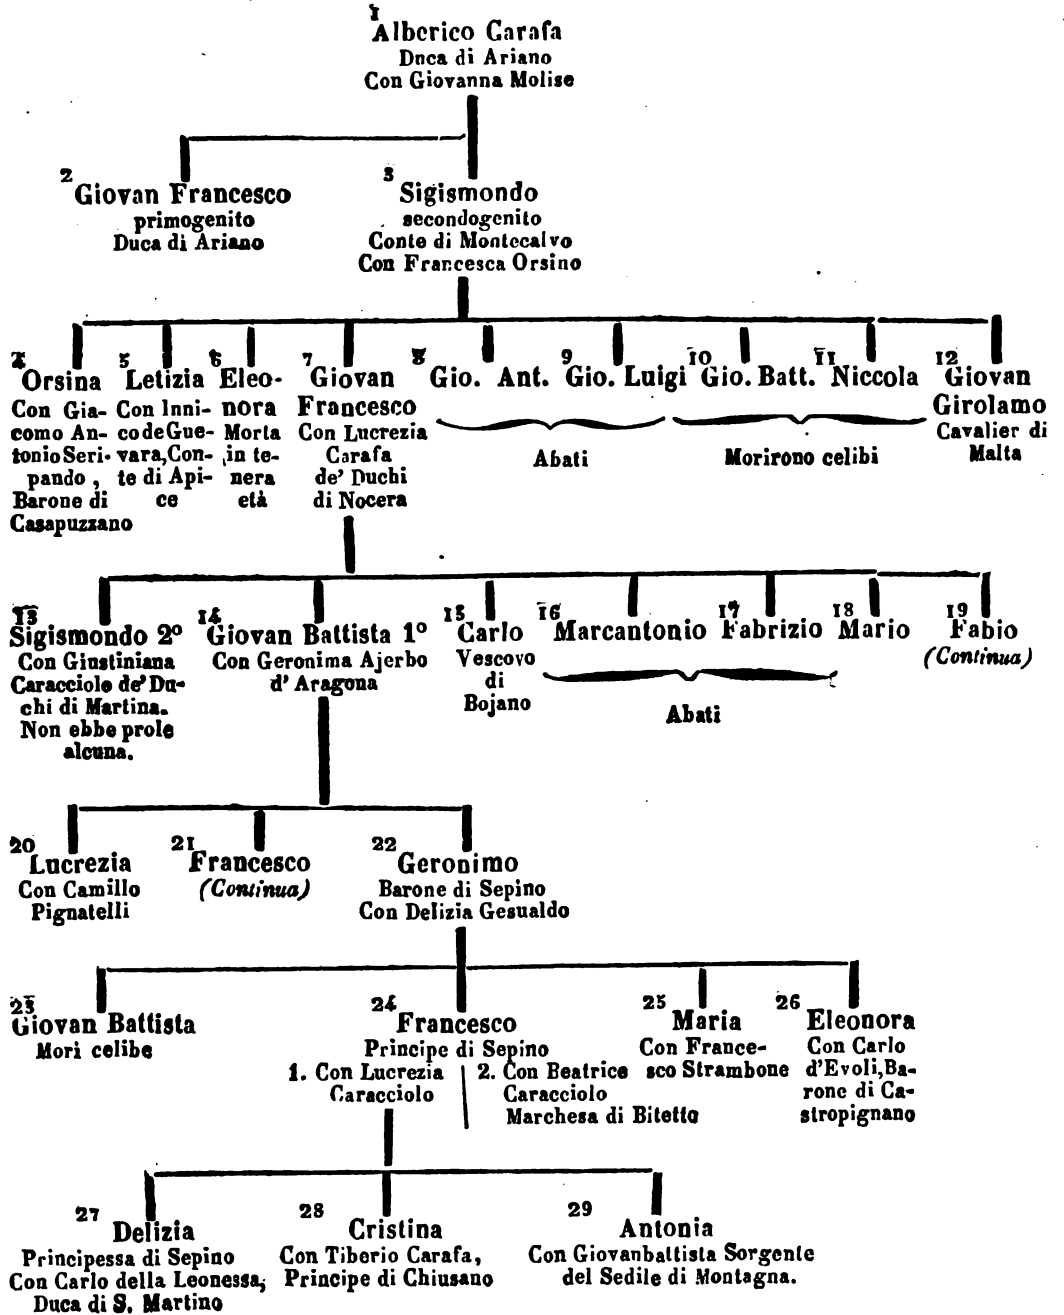 1
Alberico Carafa
Duca di Ariano
Con Giovanna Molise
2
Giovan Francesco
primogenito
Duca di Ariano
3
Sigismondo
secondogenito
Conte di Montecalvo
Con Francesca Orsino
4
Orsina
Con Gia-
como An-
tonio Seri-
pando,
Barone di
Casapuzzano
5
Letizia
Con Inni-
co de Gue-
vara, Con-
te di Api-
ce
6
Eleo-
nora
Morta
in te-
nera
età
7
Giovan
Francesco
Con Lucrezia
Carafa
de' Duchi
di Nocera
8
Gio. Ant.
9
Gio. Luigi
Abati
10
Gio. Batt.
11
Niccola
Morirono celibi
12
Giovan
Girolamo
Cavalier di
Malta
13
Sigismondo 2º
Con Giustiniana
Caracciolo de' Du-
chi di Martina.
Non ebbe prole
alcuna.
14
Giovan Battista 1º
Con Geronima Ajerbo
d' Aragona
15
Carlo
Vescovo
di
Bojano
16
Marcantonio
17
Fabrizio
18
Mario
Abati
19
Fabio
(Continua)
20
Lucrezia
Con Camillo
Pignatelli
21
Francesco
(Continua)
22
Geronimo
Barone di Sepino
Con Delizia Gesualdo
23
Giovan Battista
Morì celibe
24
Francesco
Principe di Sepino
1. Con Lucrezia
Caracciolo
2. Con Beatrice
Caracciolo
Marchesa di Bitetto
25
Maria
Con France-
sco Strambone
26
Eleonora
Con Carlo
d'Evoli, Ba-
rone di Ca-
stropignano
27
Delizia
Principessa di Sepino
Con Carlo della Leonessa,
Duca di S. Martino
28
Cristina
Con Tiberio Carafa,
Principe di Chiusano
29
Antonia
Con Giovanbattista Sorgente
del Sedile di Montagna.